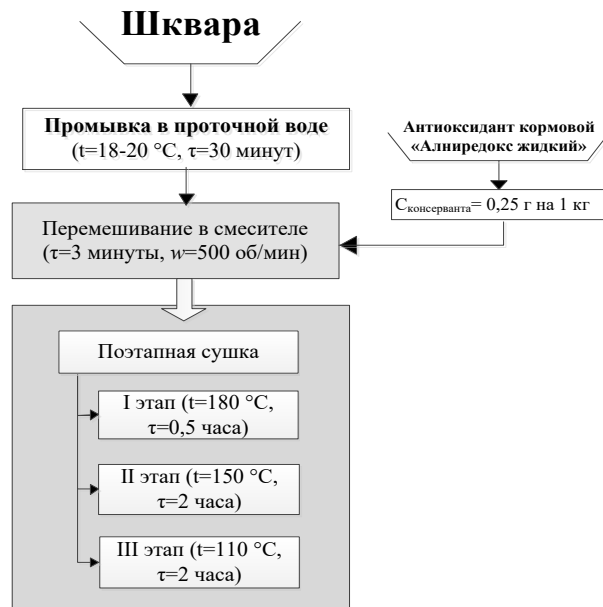 Шквара
Промывка в проточной воде
(t=18-20 °С, τ=30 минут)
Антиоксидант кормовой
«Алниредокс жидкий»
Сконсерванта= 0,25 г на 1 кг
Перемешивание в смесителе
(τ=3 минуты, w=500 об/мин)
Поэтапная сушка
I этап (t=180 °С,
τ=0,5 часа)
II этап (t=150 °С,
τ=2 часа)
III этап (t=110 °С,
τ=2 часа)